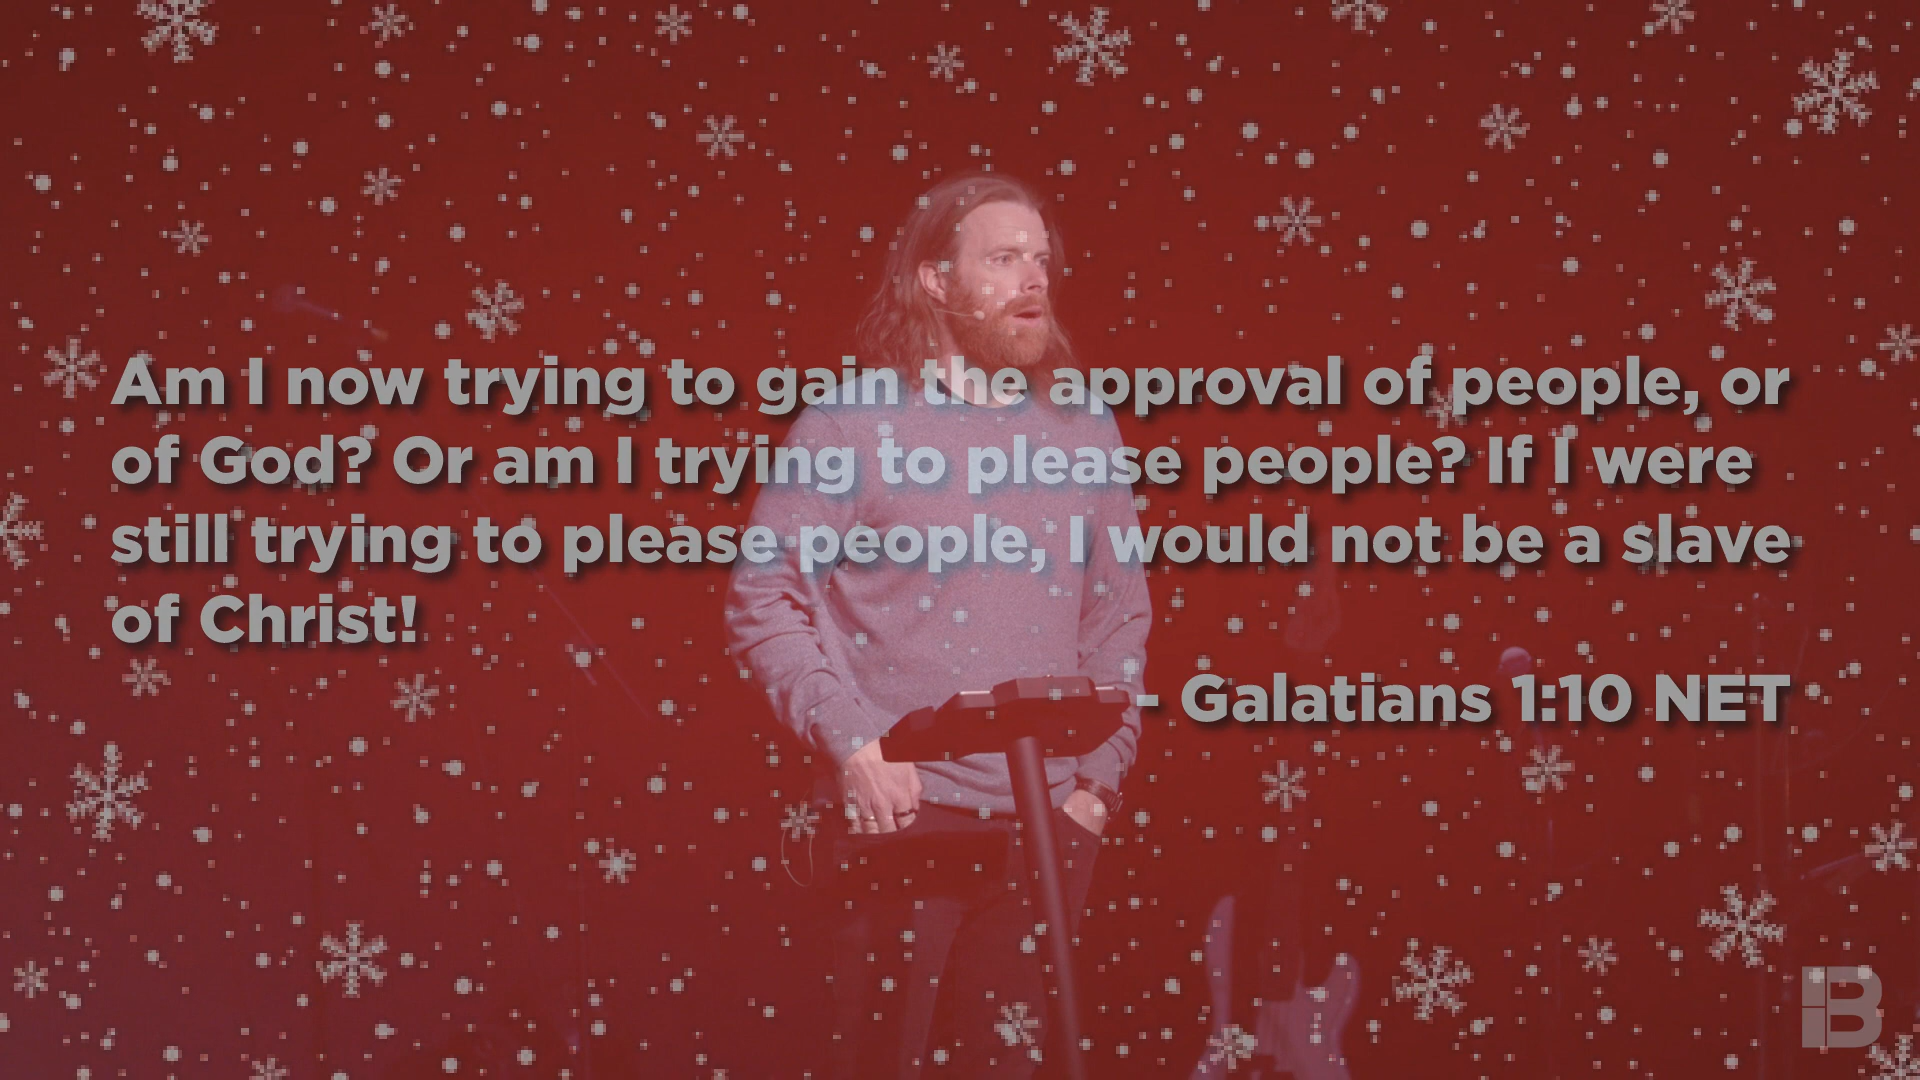 Am I now trying to gain the approval of people, or
of God? Or am I trying to please people? If I were
still trying to please people, I would not be a slave
of Christ!
- Galatians 1:10 NET
B